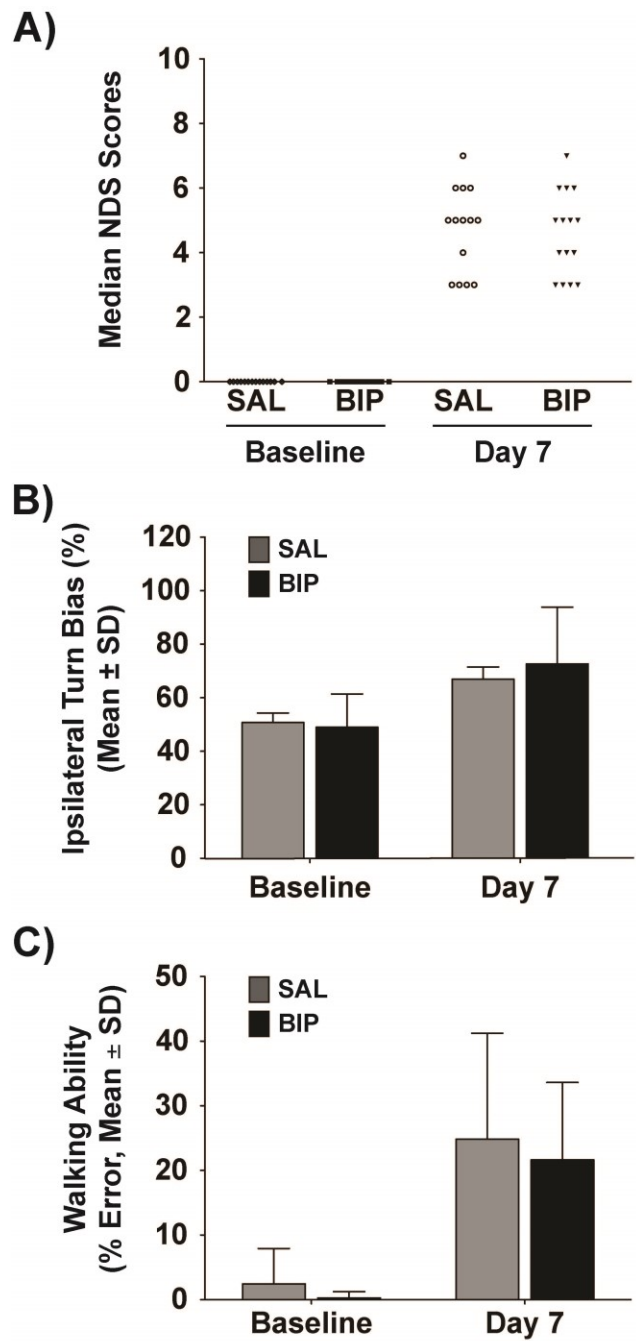 A)
Median NDS Scores
10
8
6
4
2
0
SAL BIP SAL BIP
Baseline Day 7
B)
Ipsilateral Turn Bias (%)
(Mean ± SD)
120
100
80
60
40
20
0
SAL
BIP
Baseline Day 7
C)
Walking Ability
(% Error, Mean ± SD)
50
40
30
20
10
0
SAL
BIP
Baseline Day 7